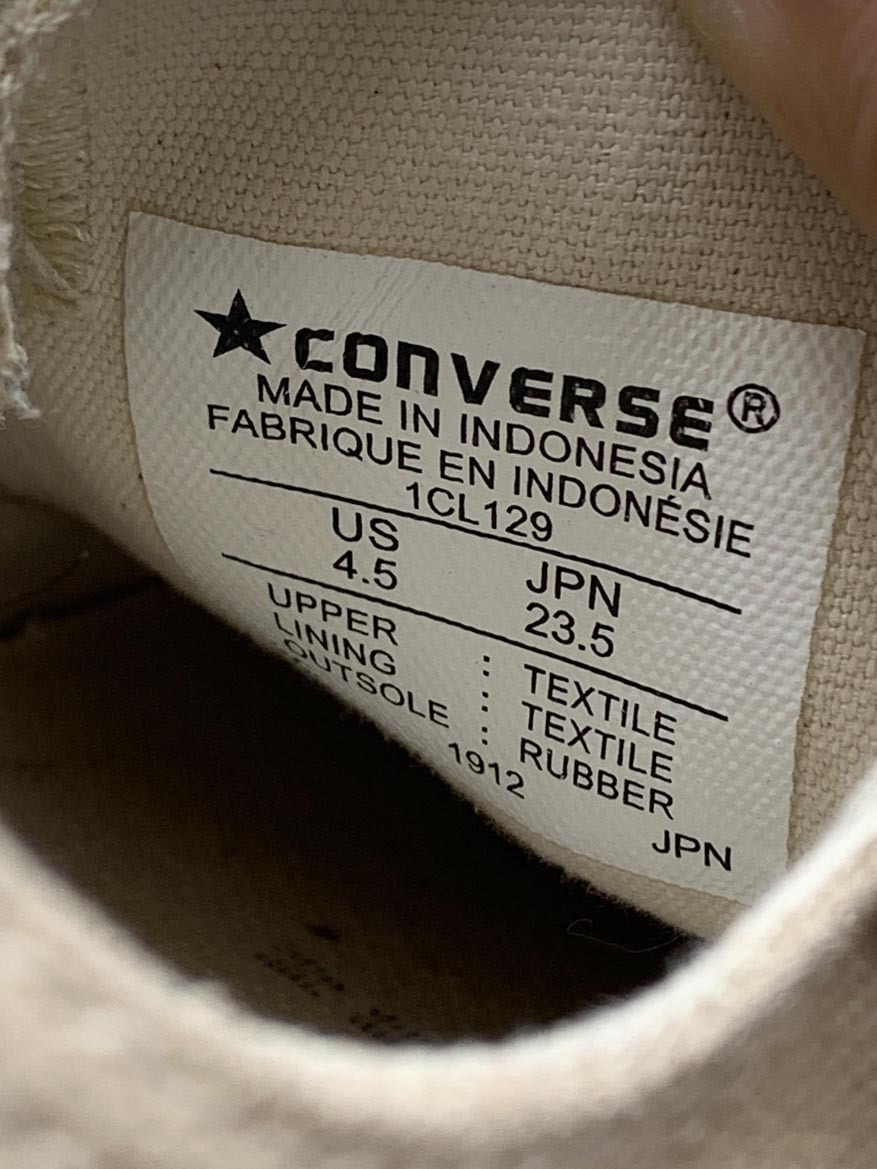 ★CONVERSE®
MADE IN INDONESIA
FABRIQUE EN INDONÉSIE
1CL129
US JPN
4.5 23.5
UPPER : TEXTILE
LINING : TEXTILE
OUTSOLE : RUBBER
1912
JPN